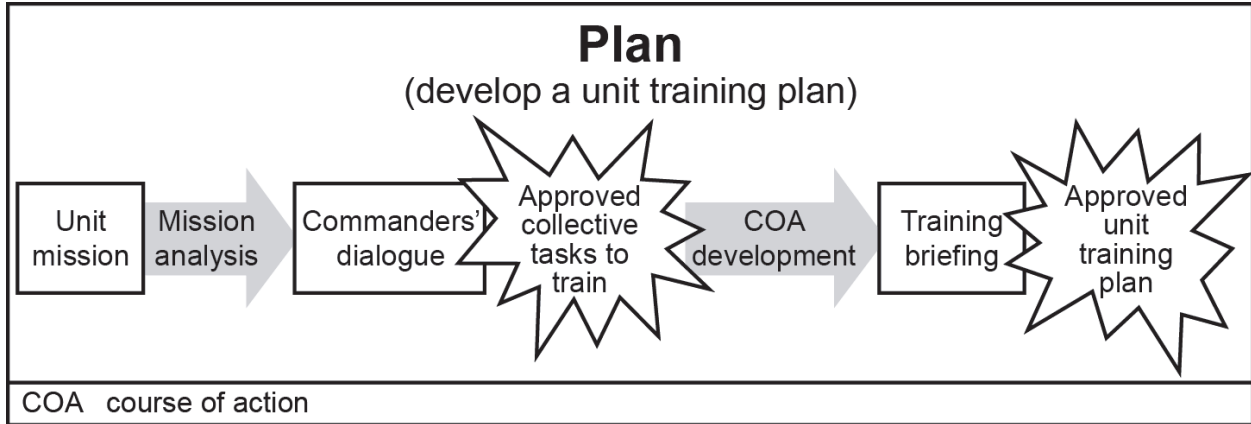 Plan
(develop a unit training plan)
Unit
mission
Mission
analysis
Commanders’
dialogue
Approved
collective
tasks to
train
COA
development
Training
briefing
Approved
unit
training
plan
COA course of action